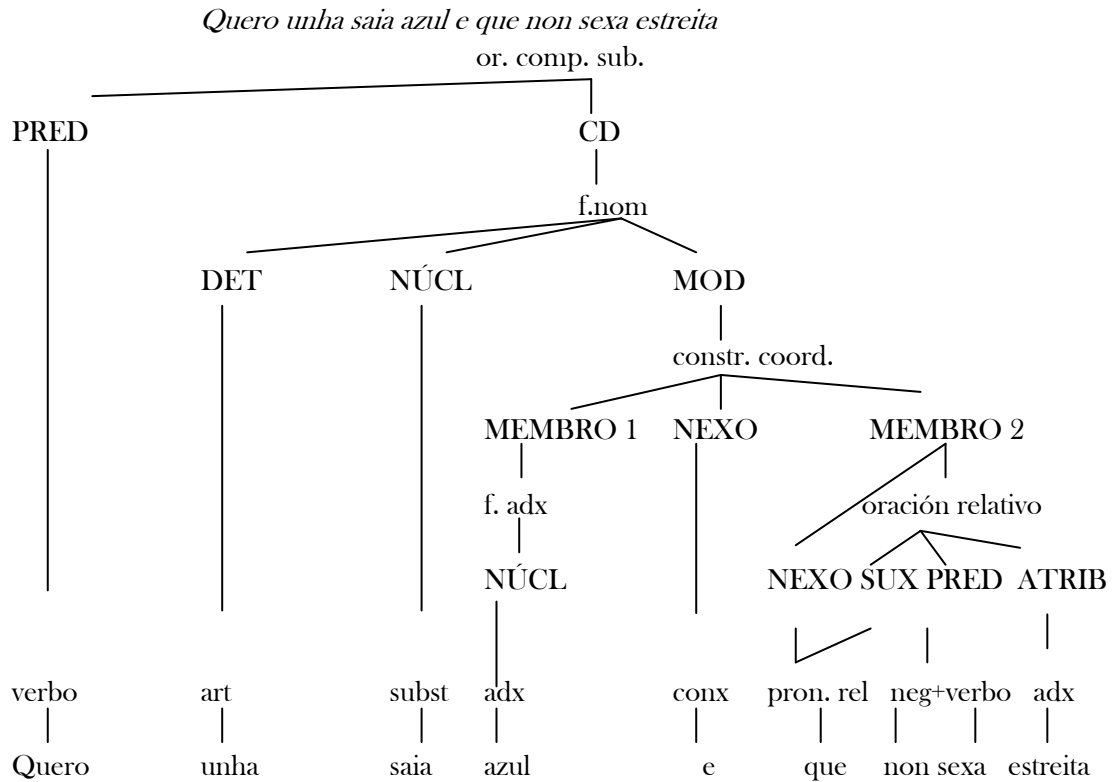 Quero unha saia azul e que non sexa estreita
or. comp. sub.
PRED CD
f.nom
DET NÚCL MOD
constr. coord.
MEMBRO 1 NEXO MEMBRO 2
f. adx oración relativo
NÚCL NEXO SUX PRED ATRIB
verbo art subst adx conx pron. rel neg+verbo adx
Quero unha saia azul e que non sexa estreita